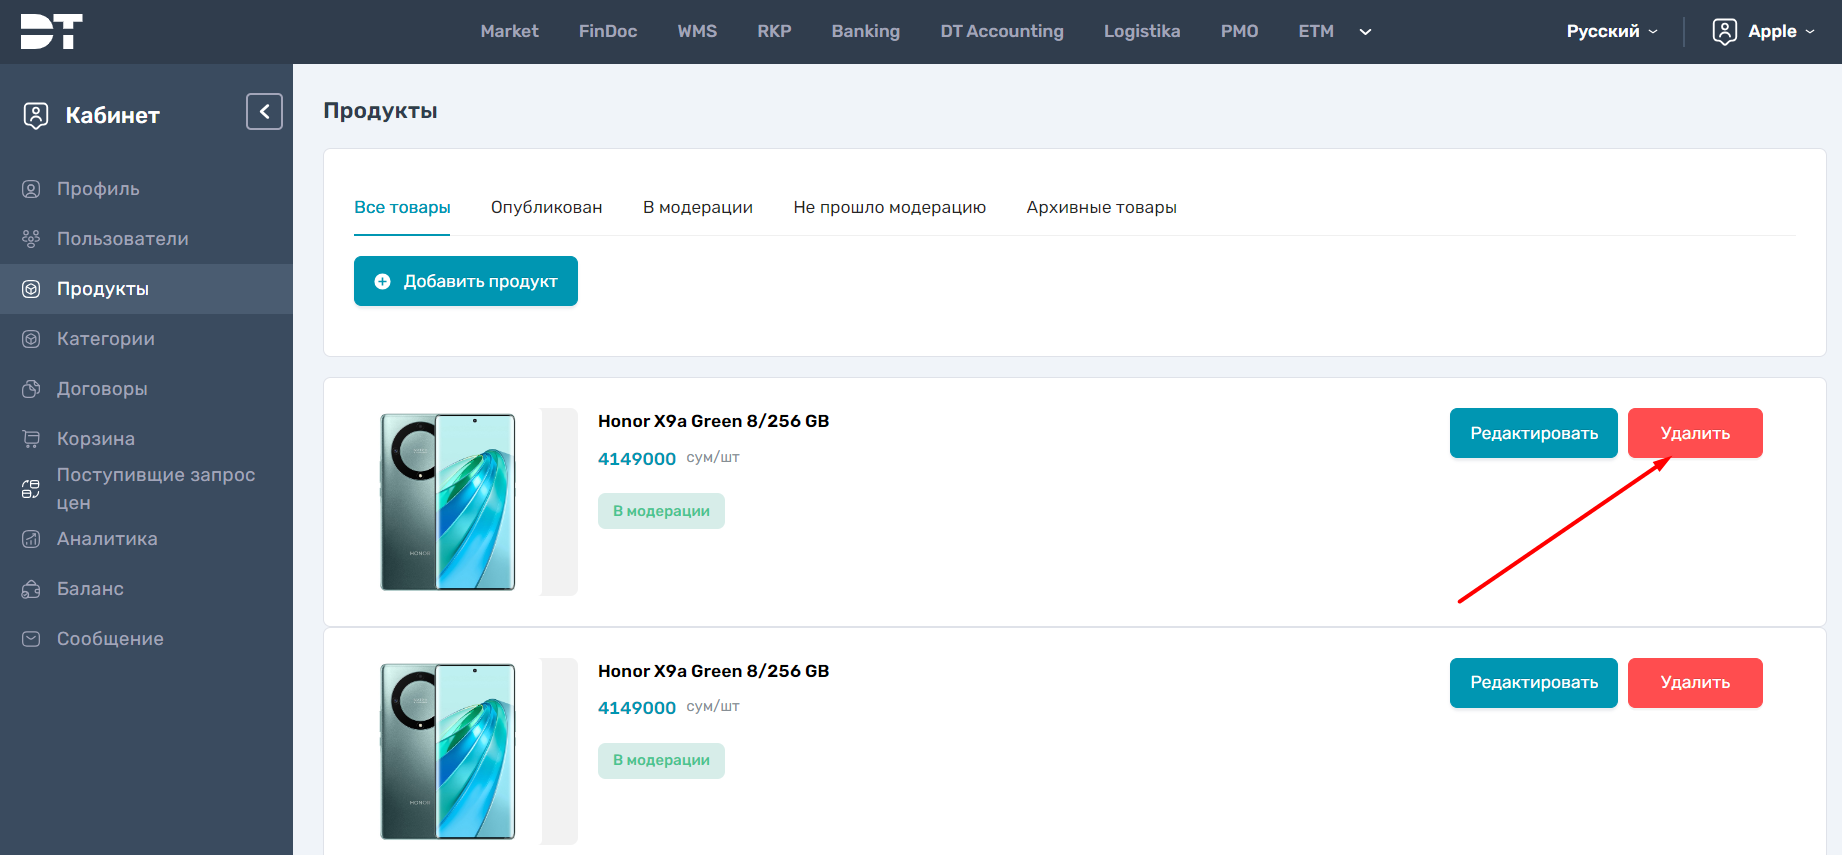 DT
Market FinDoc WMS RKP Banking DT Accounting Logistika PMO ETM
Русский
Apple
Кабинет
Профиль
Пользователи
Продукты
Категории
Договоры
Корзина
Поступивщие запрос
цен
Аналитика
Баланс
Сообщение
Продукты
Все товары Опубликован В модерации Не прошло модерацию Архивные товары
Добавить продукт
HONOR
Honor X9a Green 8/256 GB
4149000 сум/шт
В модерации
Редактировать Удалить
HONOR
Honor X9a Green 8/256 GB
4149000 сум/шт
В модерации
Редактировать Удалить